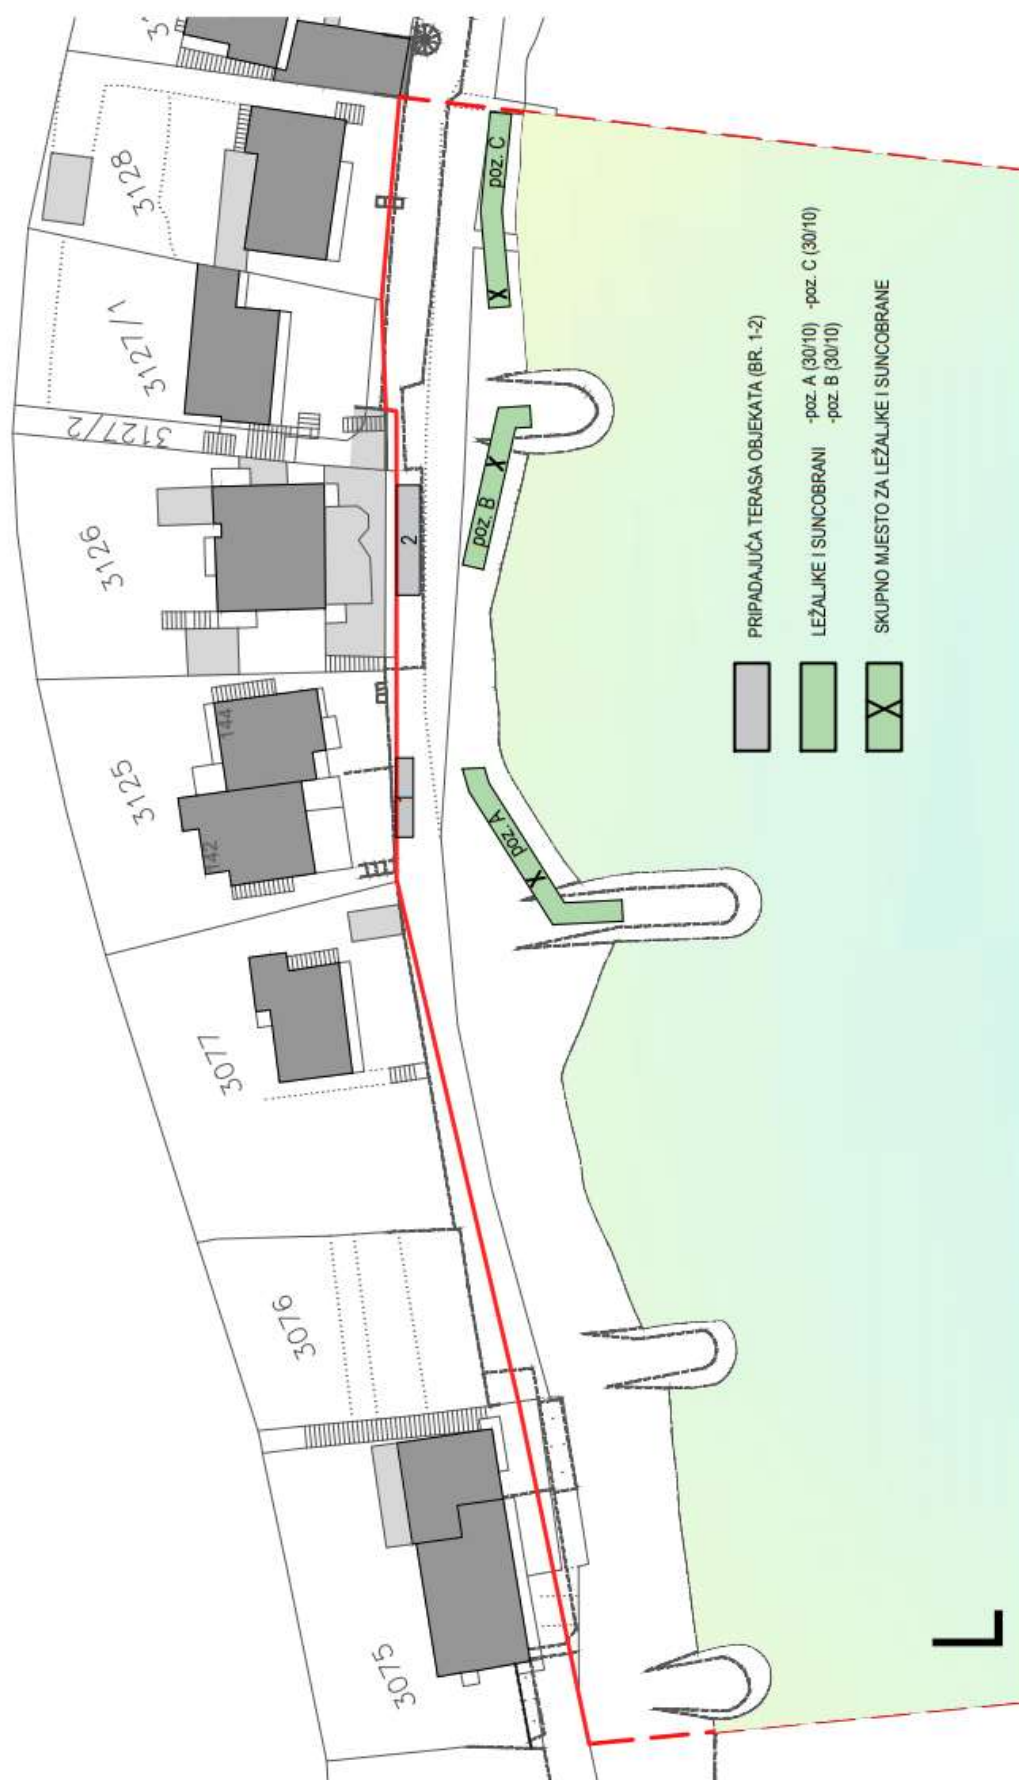 3075
3076
3077
3125
142
144
3126
3127/2
3127/1
3128
2
poz. A
X
poz. B
X
poz. C
X
PRIPADAJUĆA TERASA OBJEKATA (BR. 1-2)
LEŽALJKE I SUNCOBRANI -poz. A (30/10) -poz. C (30/10)
-poz. B (30/10)
X SKUPNO MJESTO ZA LEŽALJKE I SUNCOBRANE
L